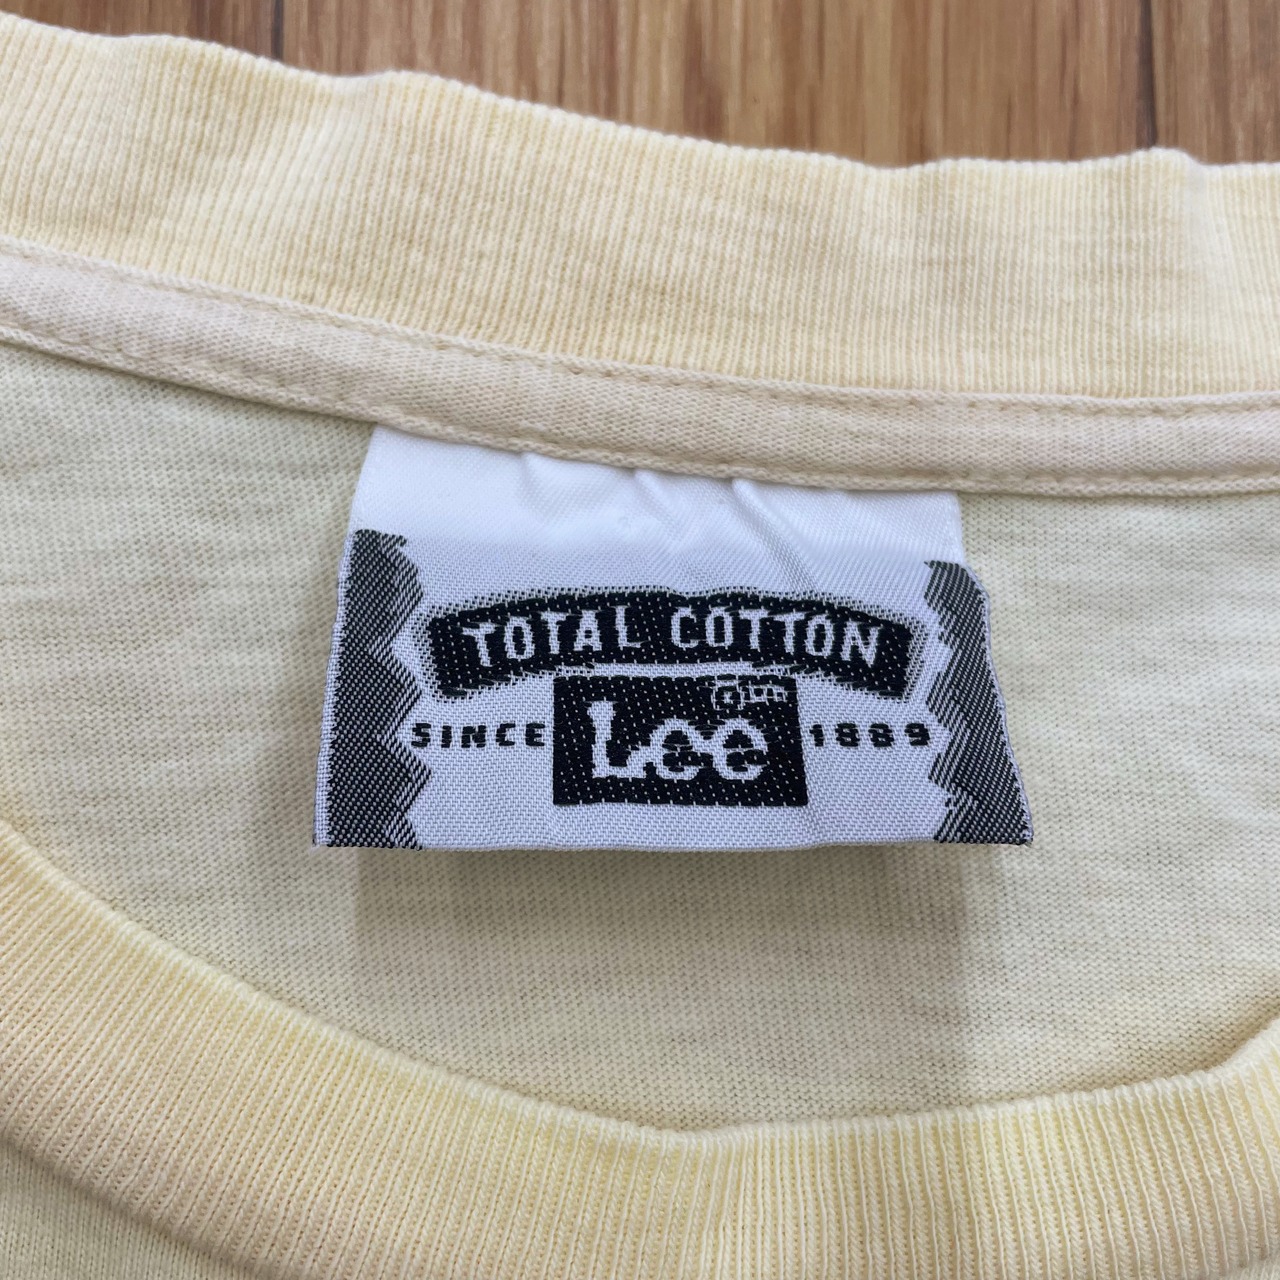 TOTAL COTTON
Lee ®
SINCE 1889